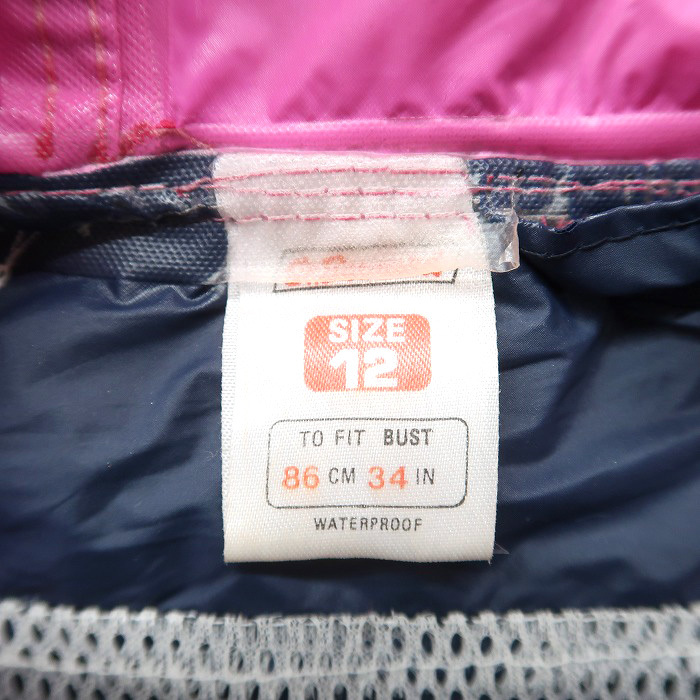 SIZE
12
TO FIT BUST
86 CM 34 IN
WATERPROOF